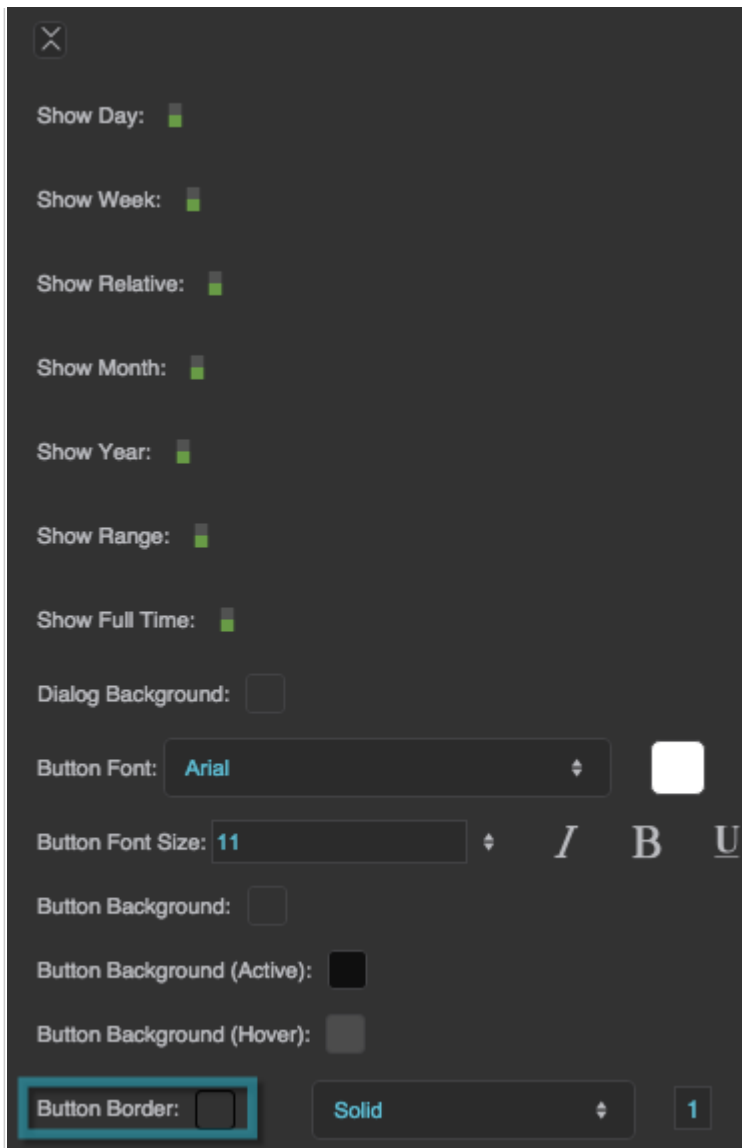 Show Day:
Show Week:
Show Relative:
Show Month:
Show Year:
Show Range:
Show Full Time:
Dialog Background:
Button Font: Arial
Button Font Size: 11 I B U
Button Background:
Button Background (Active):
Button Background (Hover):
Button Border: Solid 1